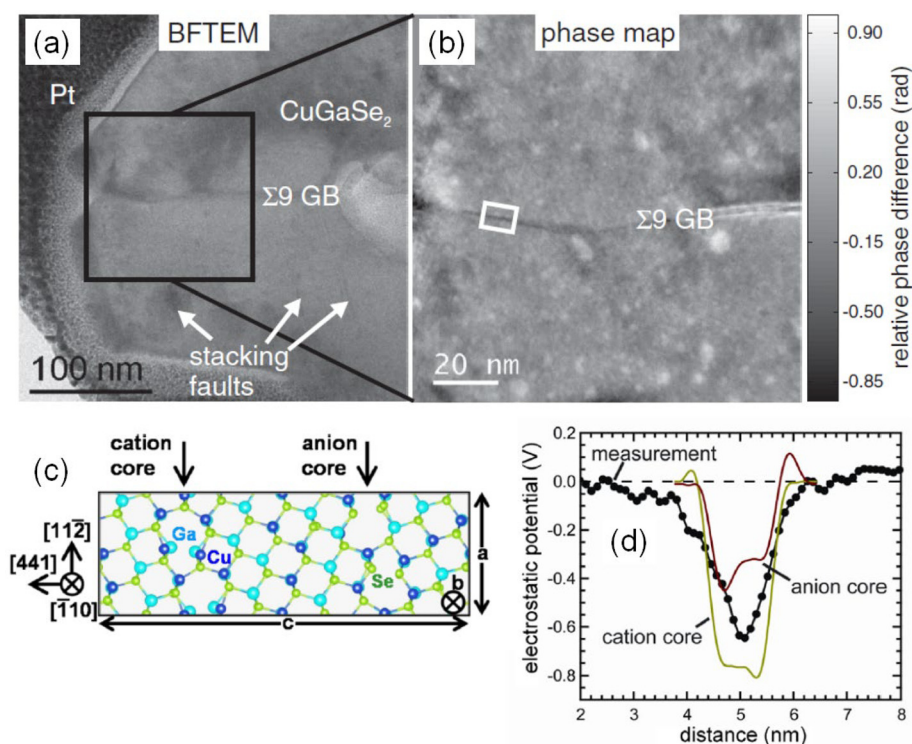 (a) BFTEM
Pt
CuGaSe₂
Σ9 GB
stacking
faults
100 nm
(b) phase map
Σ9 GB
20 nm
0.90
0.55
0.20
-0.15
-0.50
-0.85
relative phase difference (rad)
(c)
cation
core
anion
core
[112̄]
[441]
[1̄10]
Ga
Cu
Se
a
b
c
(d)
measurement
anion core
cation core
0.2
0.0
-0.2
-0.4
-0.6
-0.8
electrostatic potential (V)
2 3 4 5 6 7 8
distance (nm)